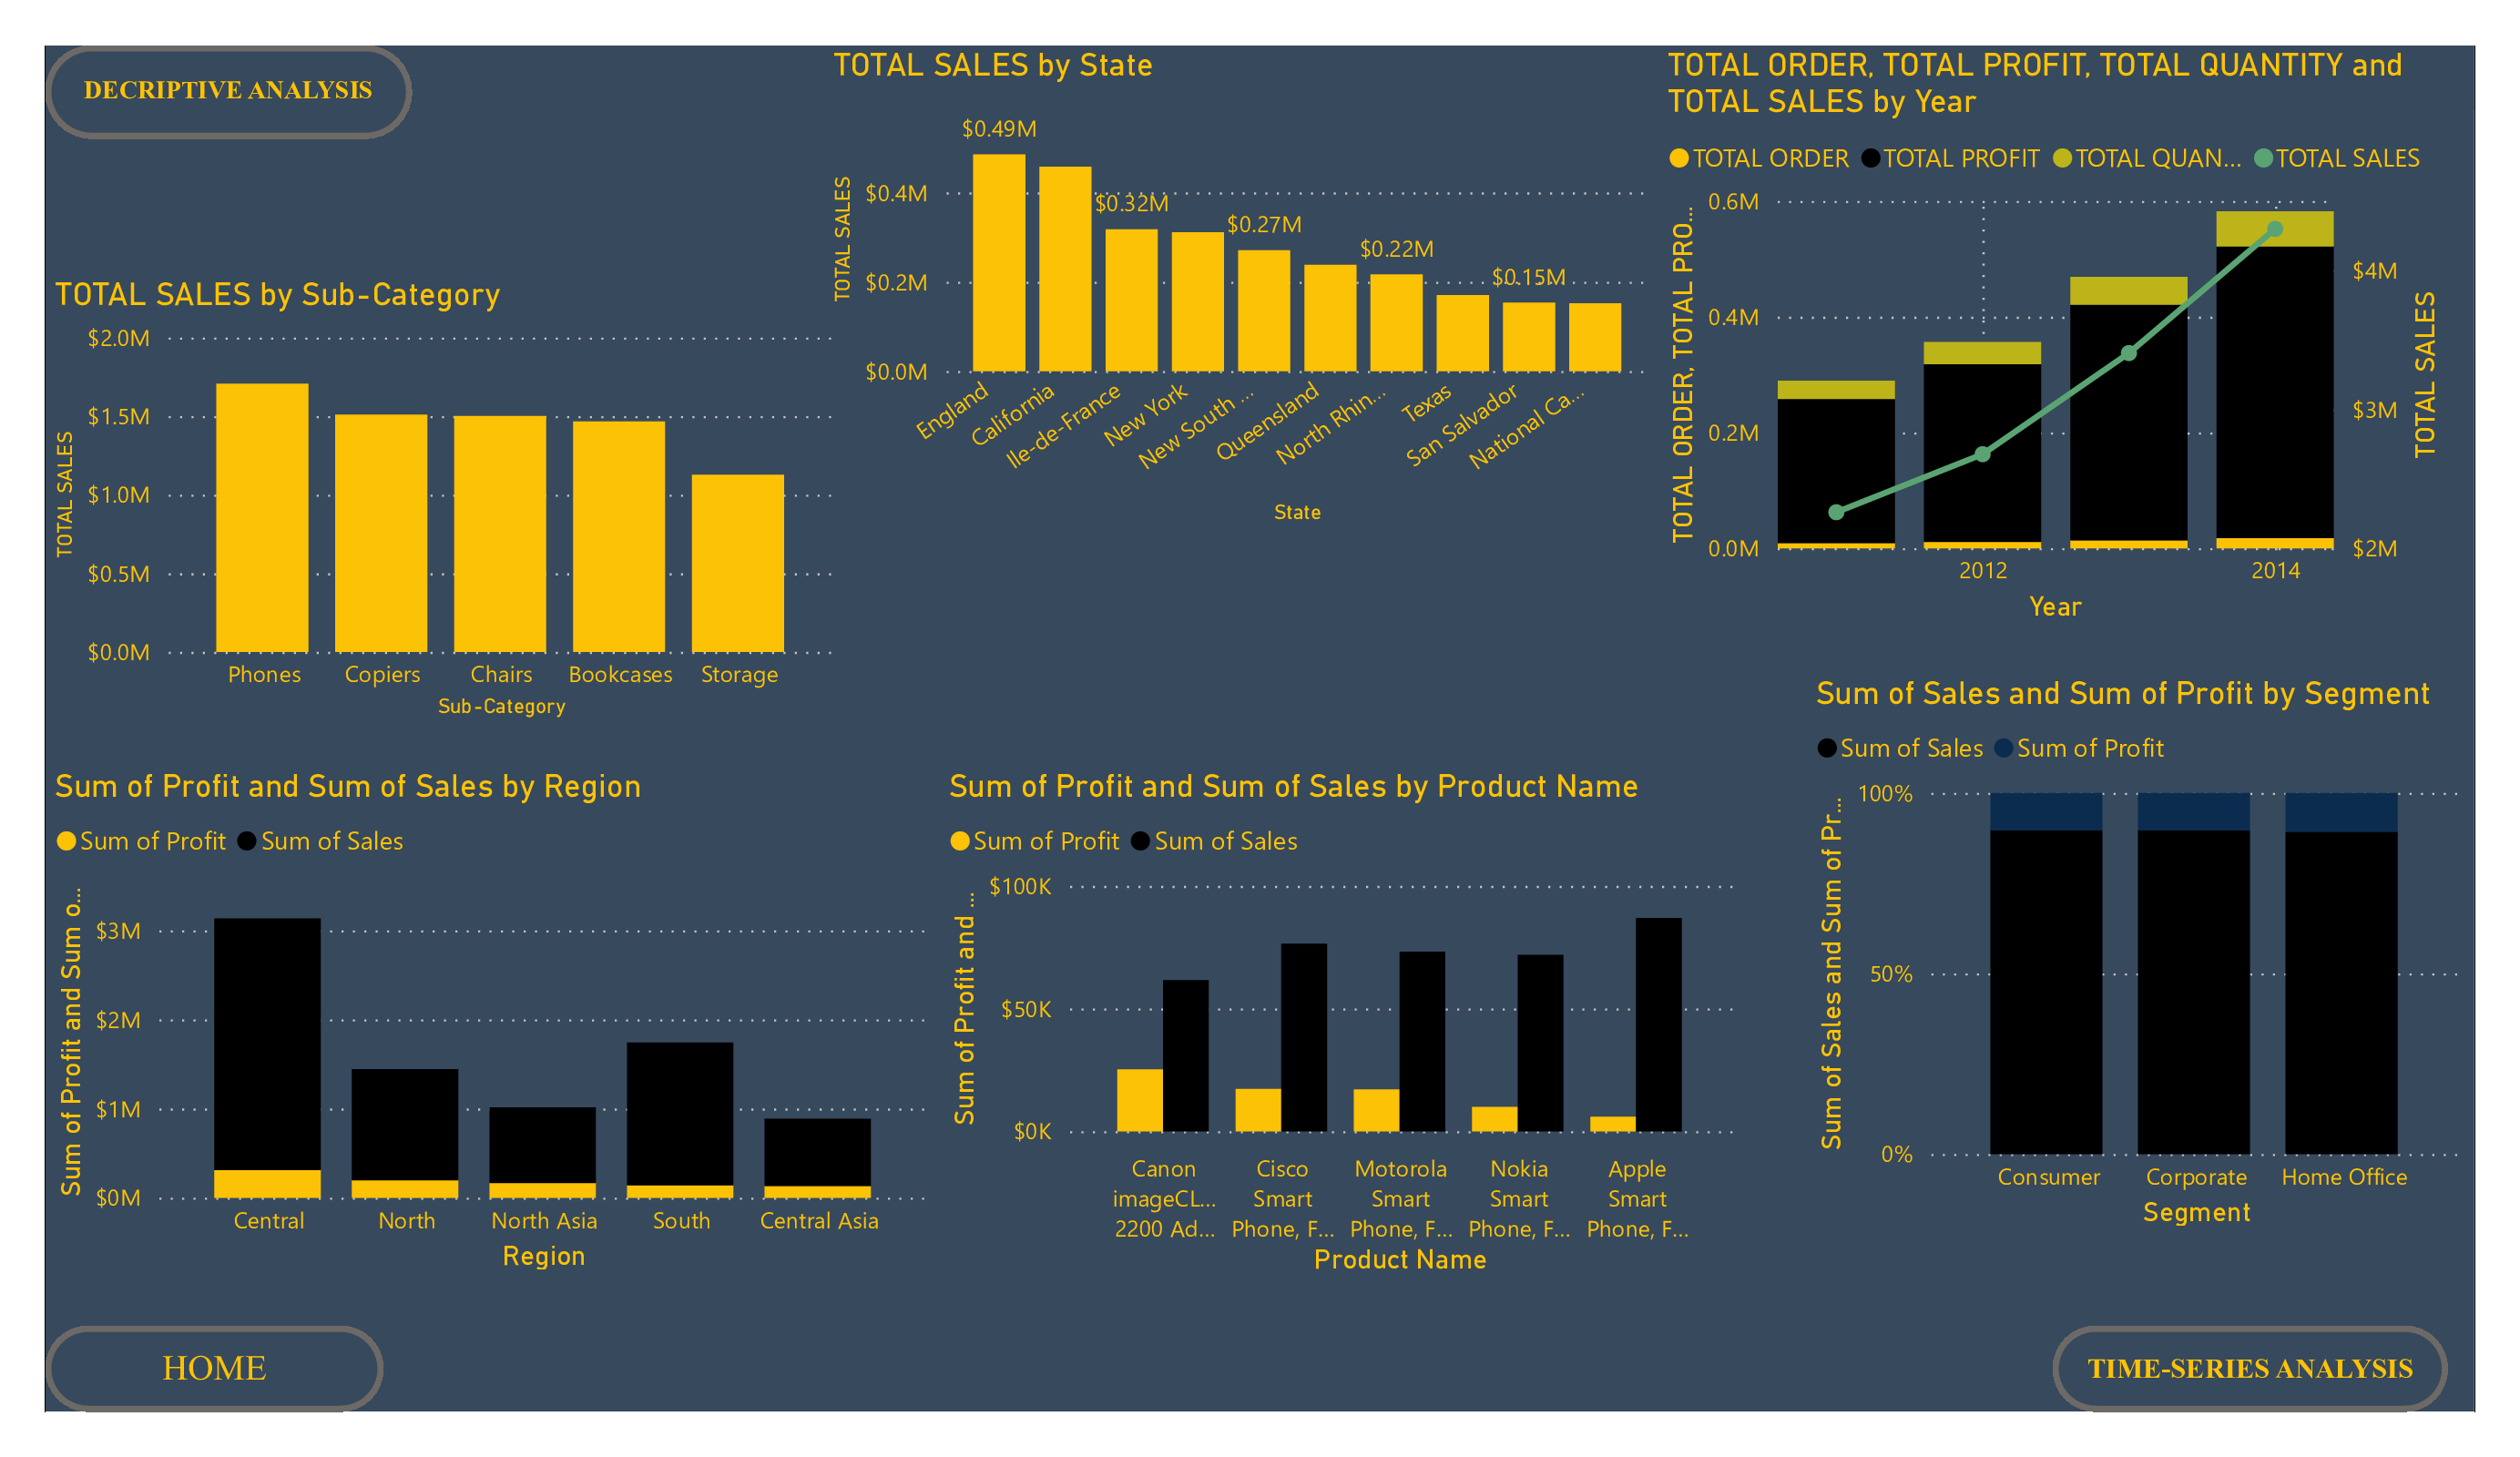 DECRIPTIVE ANALYSIS
TOTAL SALES by Sub-Category
TOTAL SALES
$2.0M
$1.5M
$1.0M
$0.5M
$0.0M
Phones Copiers Chairs Bookcases Storage
Sub-Category
TOTAL SALES by State
TOTAL SALES
$0.4M
$0.2M
$0.0M
$0.49M
$0.32M
$0.27M
$0.22M
$0.15M
England
California
Ile-de-France
New York
New South ...
Queensland
North Rhin...
Texas
San Salvador
National Ca...
State
TOTAL ORDER, TOTAL PROFIT, TOTAL QUANTITY and
TOTAL SALES by Year
TOTAL ORDER TOTAL PROFIT TOTAL QUAN... TOTAL SALES
TOTAL ORDER, TOTAL PRO...
0.6M
0.4M
0.2M
0.0M
$4M
$3M
$2M
TOTAL SALES
2012 2014
Year
Sum of Profit and Sum of Sales by Region
Sum of Profit Sum of Sales
Sum of Profit and Sum o...
$3M
$2M
$1M
$0M
Central North North Asia South Central Asia
Region
Sum of Profit and Sum of Sales by Product Name
Sum of Profit Sum of Sales
Sum of Profit and ...
$100K
$50K
$0K
Canon
imageCL...
2200 Ad...
Cisco
Smart
Phone, F...
Motorola
Smart
Phone, F...
Nokia
Smart
Phone, F...
Apple
Smart
Phone, F...
Product Name
Sum of Sales and Sum of Profit by Segment
Sum of Sales Sum of Profit
Sum of Sales and Sum of Pr...
100%
50%
0%
Consumer Corporate Home Office
Segment
HOME
TIME-SERIES ANALYSIS